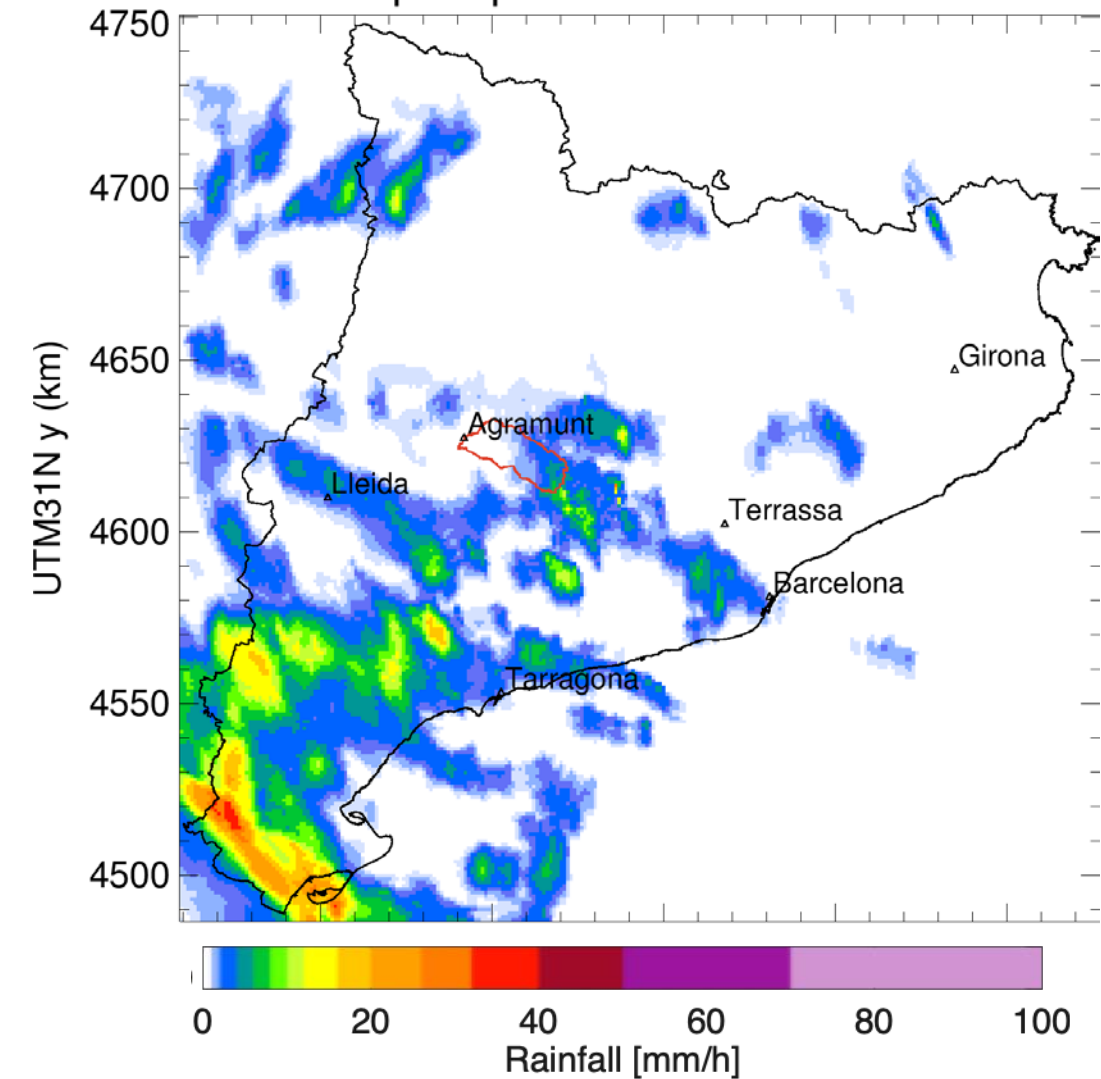 4750
4700
4650
4600
4550
4500
UTM31N y (km)
Girona
Agramunt
Lleida
Terrassa
Barcelona
Tarragona
0 20 40 60 80 100
Rainfall [mm/h]